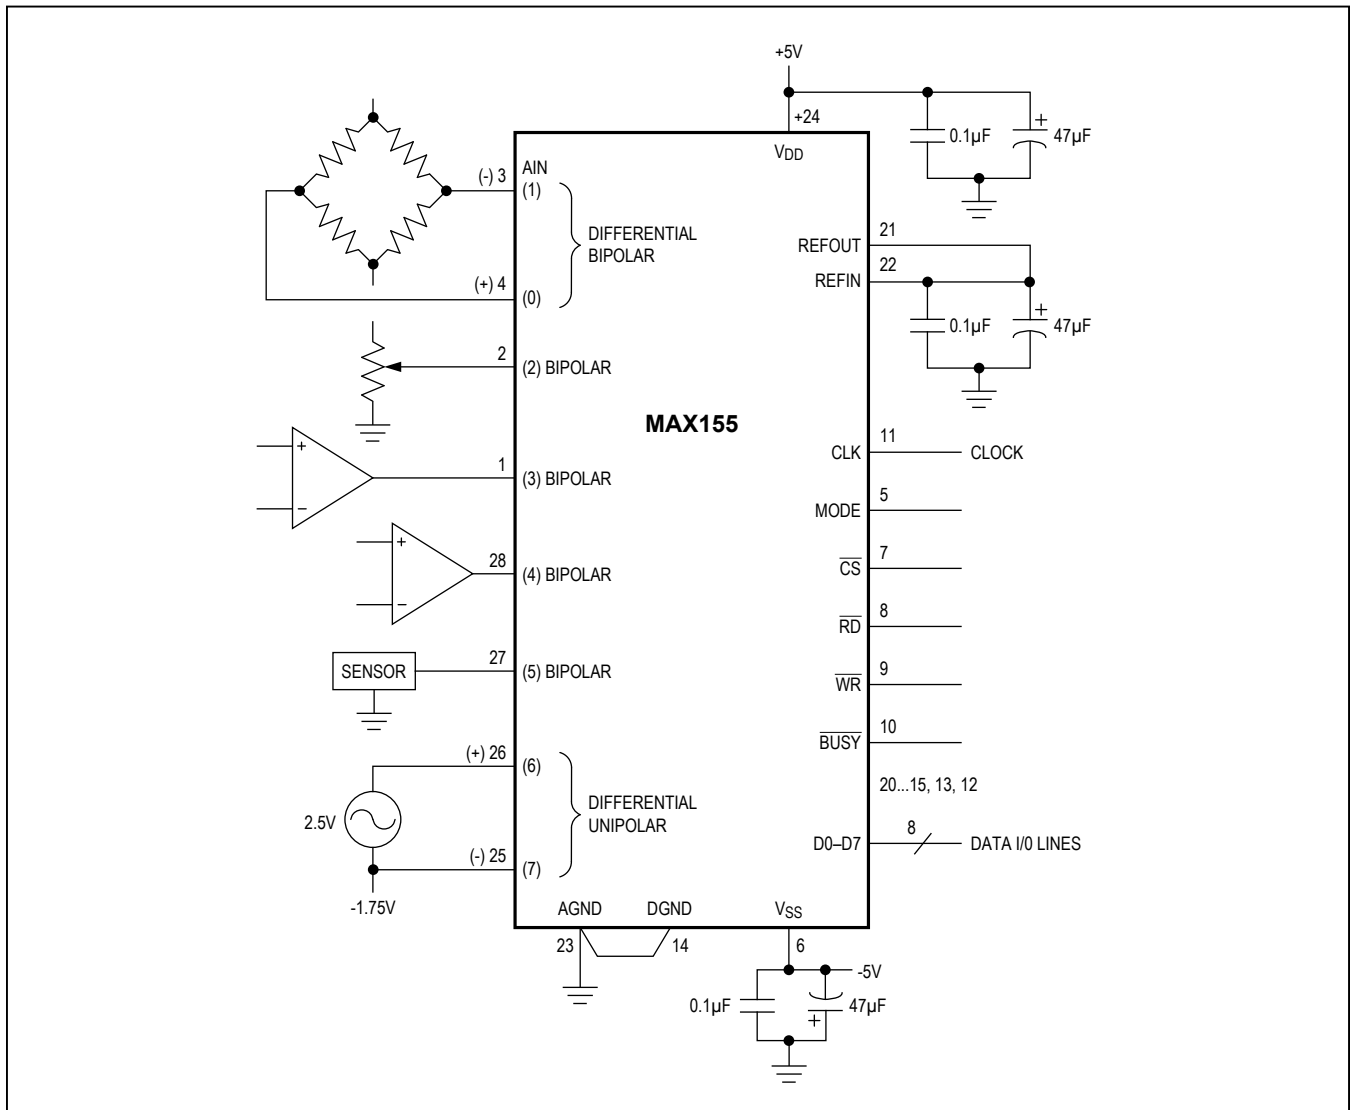 +5V
+24
0.1µF
+
47µF
VDD
AIN
(-) 3
(1)
DIFFERENTIAL
BIPOLAR
(+) 4
(0)
REFOUT
21
REFIN
22
0.1µF
+
47µF
2
(2) BIPOLAR
MAX155
+
−
1
(3) BIPOLAR
CLK
11
CLOCK
MODE
5
+
−
28
(4) BIPOLAR
CS
7
RD
8
SENSOR
27
(5) BIPOLAR
WR
9
BUSY
10
(+) 26
(6)
DIFFERENTIAL
UNIPOLAR
2.5V
(-) 25
(7)
-1.75V
20...15, 13, 12
D0–D7
8
DATA I/0 LINES
AGND
DGND
VSS
23
14
6
-5V
0.1µF
+
47µF